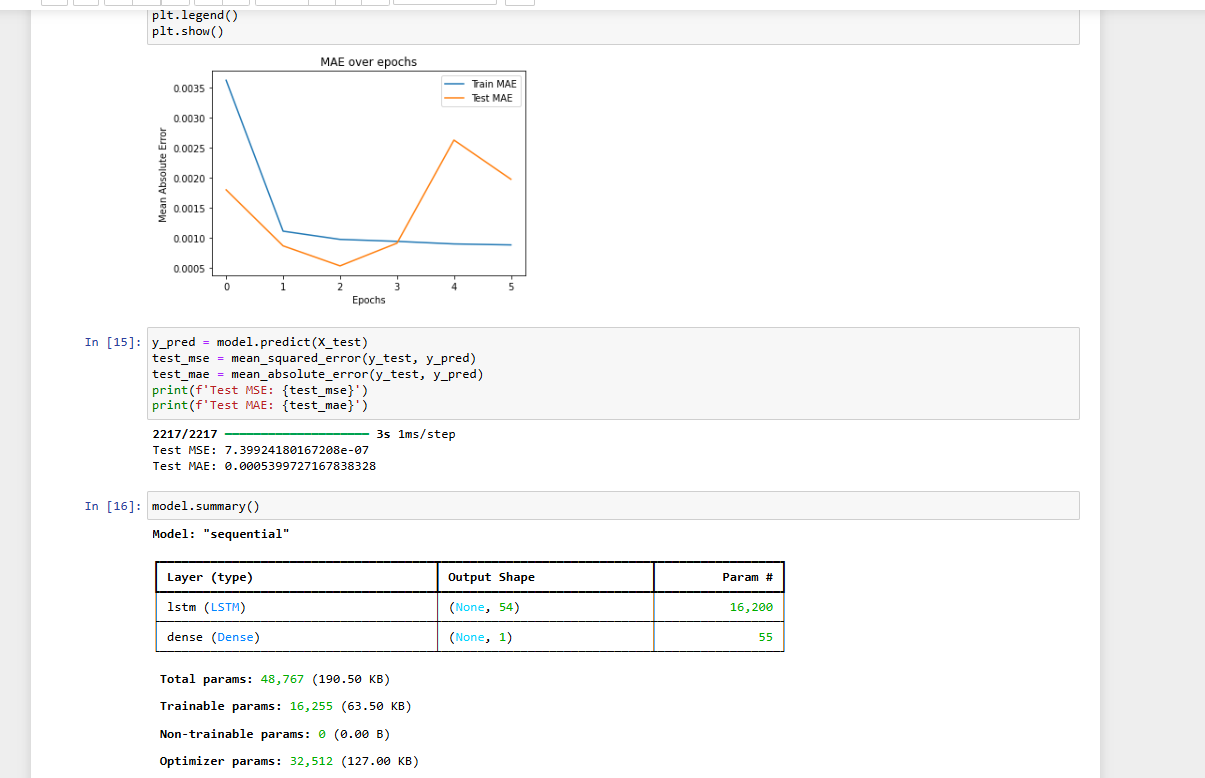 plt.legend()
plt.show()
MAE over epochs
Train MAE
Test MAE
0.0035
0.0030
0.0025
0.0020
0.0015
0.0010
0.0005
Mean Absolute Error
0 1 2 3 4 5
Epochs
In [15]: y_pred = model.predict(X_test)
test_mse = mean_squared_error(y_test, y_pred)
test_mae = mean_absolute_error(y_test, y_pred)
print(f'Test MSE: {test_mse}')
print(f'Test MAE: {test_mae}')
2217/2217 3s 1ms/step
Test MSE: 7.39924180167208e-07
Test MAE: 0.0005399727167838328
In [16]: model.summary()
Model: "sequential"
Layer (type) Output Shape Param #
lstm (LSTM) (None, 54) 16,200
dense (Dense) (None, 1) 55
Total params: 48,767 (190.50 KB)
Trainable params: 16,255 (63.50 KB)
Non-trainable params: 0 (0.00 B)
Optimizer params: 32,512 (127.00 KB)